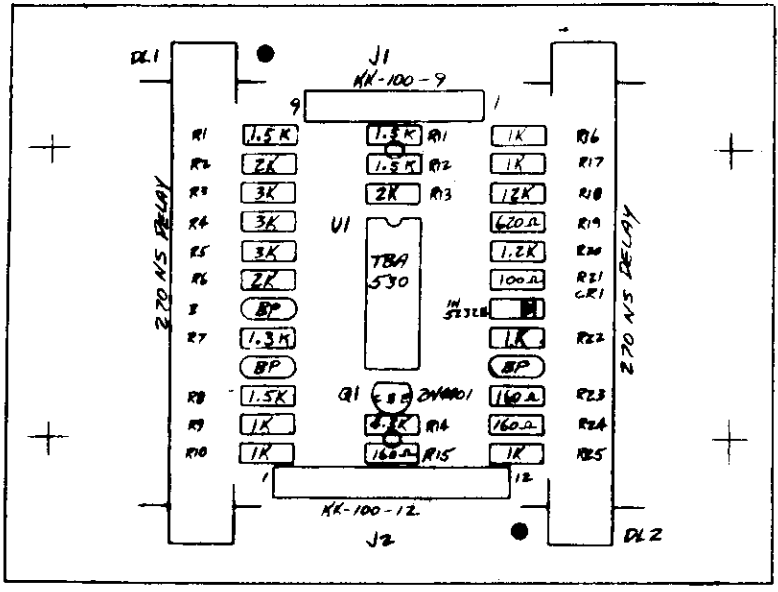 DL1
J1
KK-100-9
9 1
R1 1.5K 1.5K R11 1K R16
R2 2K 1.5K R12 1K R17
R3 3K 2K R13 12K R18
R4 3K U1 620Ω R19
R5 3K TBA 1.2K R20
R6 2K 530 100Ω R21
CR1
BP 1N
R7 1.3K 1K R22
BP BP
R8 1.5K Q1 C B E 160Ω R23
R9 1K R14 160Ω R24
R10 1K 160Ω R15 1K R25
1 12
KK-100-12
J2
DL2
270 NS DELAY
270 NS DELAY